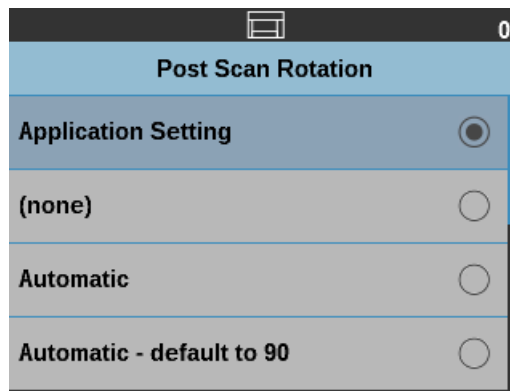 0
Post Scan Rotation
Application Setting
(none)
Automatic
Automatic - default to 90